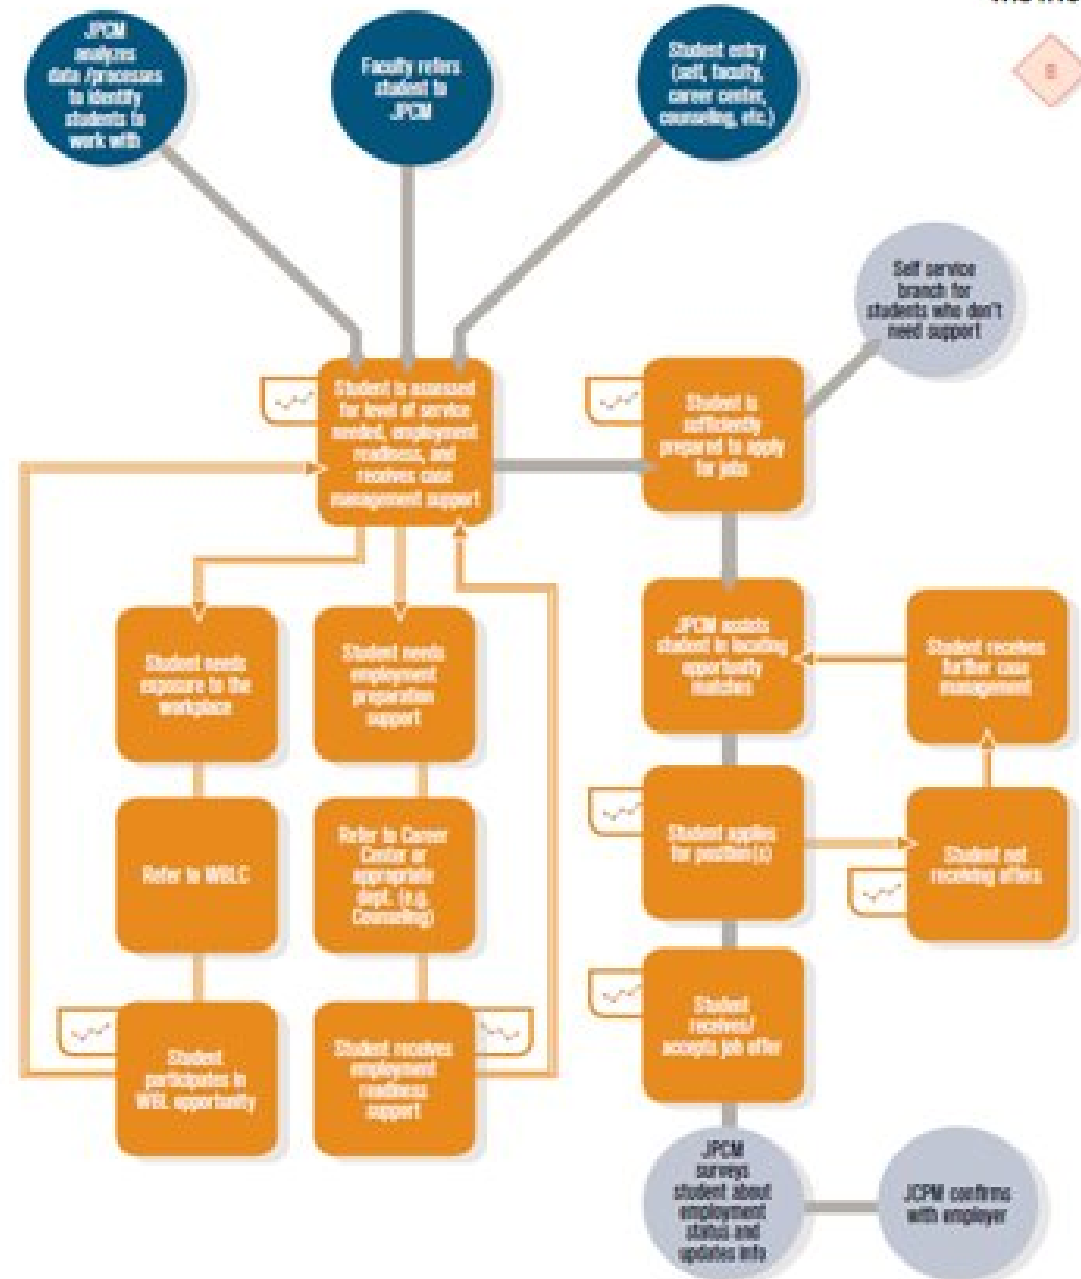 JPCM
analyzes
data /processes
to identify
students to
work with
Faculty refers
student to
JPCM
Student entry
(self, faculty,
career center,
counseling, etc.)
Self service
branch for
students who don't
need support
Student is assessed
for level of service
needed, employment
readiness, and
receives case
management support
Student is
sufficiently
prepared to apply
for jobs
Student needs
exposure to the
workplace
Student needs
employment
preparation
support
JPCM assists
student in locating
opportunity
matches
Student receives
further case
management
Refer to WBLC
Refer to Career
Center or
appropriate
dept. (e.g.
Counseling)
Student applies
for position(s)
Student not
receiving offers
Student
participates in
WBL opportunity
Student receives
employment
readiness
support
Student
receives/
accepts job offer
JPCM
surveys
student about
employment
status and
updates info
JCPM confirms
with employer